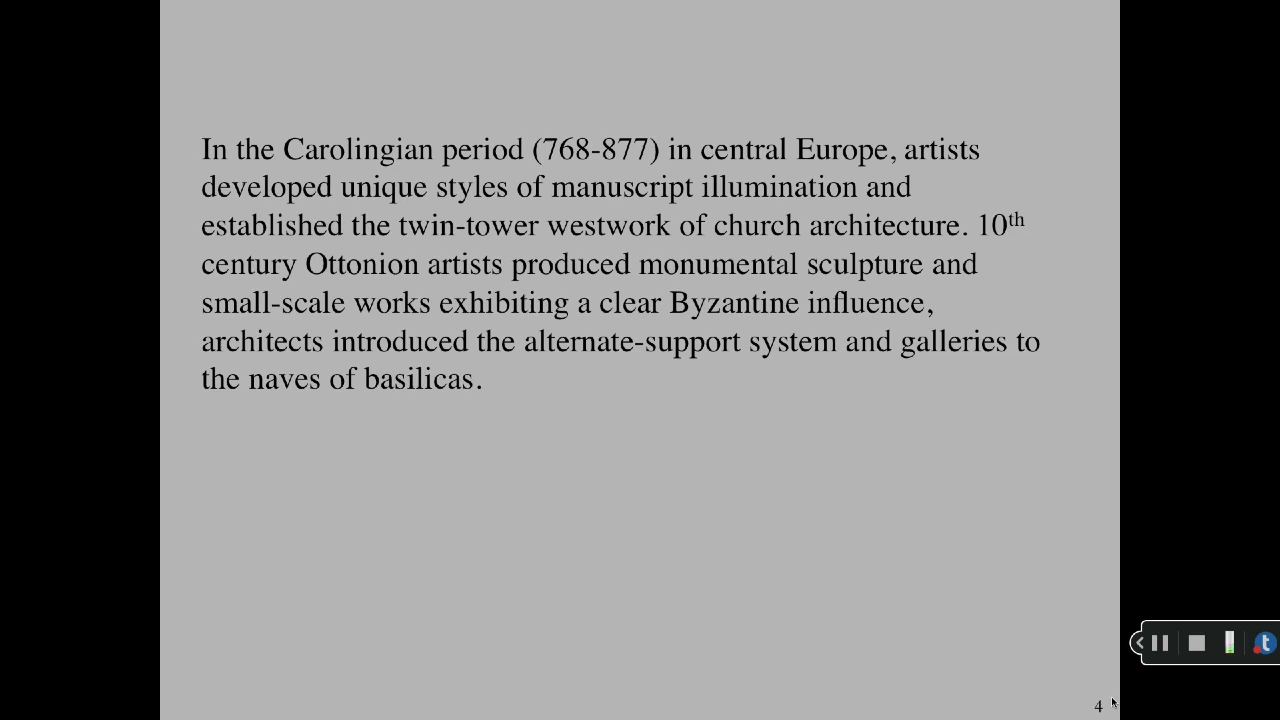 In the Carolingian period (768-877) in central Europe, artists
developed unique styles of manuscript illumination and
established the twin-tower westwork of church architecture. 10th
century Ottonion artists produced monumental sculpture and
small-scale works exhibiting a clear Byzantine influence,
architects introduced the alternate-support system and galleries to
the naves of basilicas.
t
4